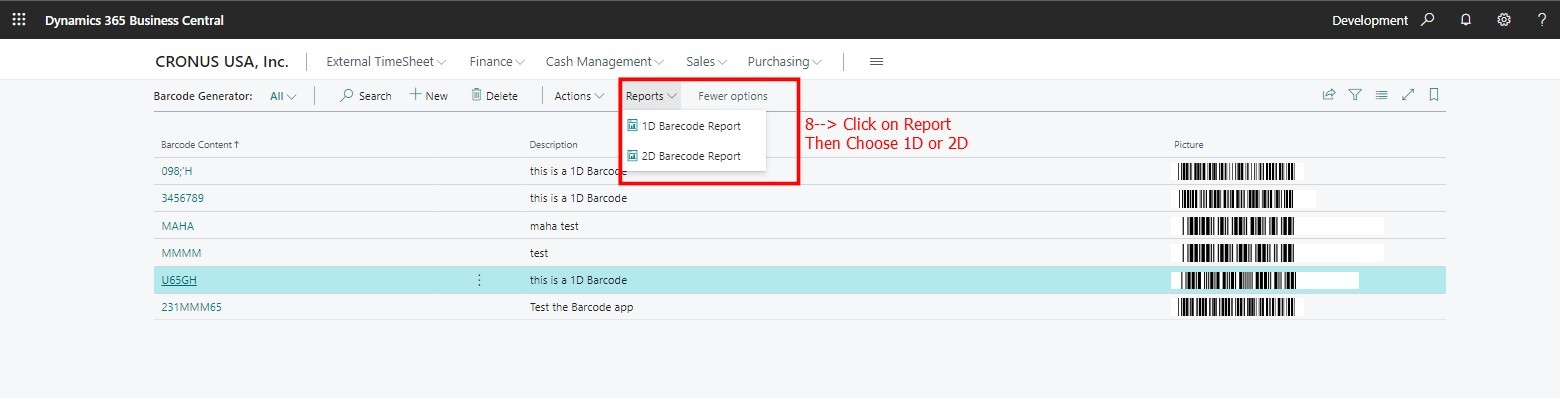 Dynamics 365 Business Central Development ?
CRONUS USA, Inc. External TimeSheet Finance Cash Management Sales Purchasing
Barcode Generator: All Search New Delete Actions Reports Fewer options
1D Barecode Report
2D Barecode Report
8--> Click on Report
Then Choose 1D or 2D
Barcode Content↑ Description Picture
098;'H this is a 1D Barcode
3456789 this is a 1D Barcode
MAHA maha test
MMMM test
U65GH this is a 1D Barcode
231MMM65 Test the Barcode app